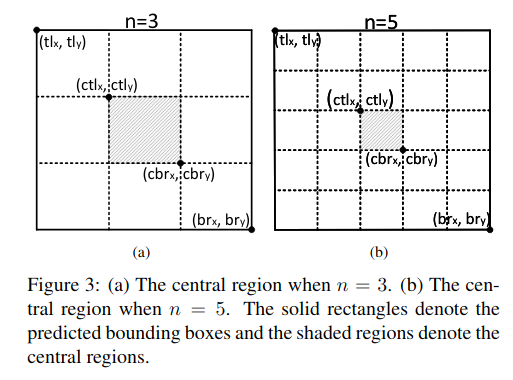 n=3
n=5
(tlx, tly)
(tlx, tly)
(ctlx, ctly)
(ctlx, ctly)
(cbrx, cbry)
(cbrx, cbry)
(brx, bry)
(brx, bry)
(a)
(b)
Figure 3: (a) The central region when n = 3. (b) The cen-
tral region when n = 5. The solid rectangles denote the
predicted bounding boxes and the shaded regions denote the
central regions.